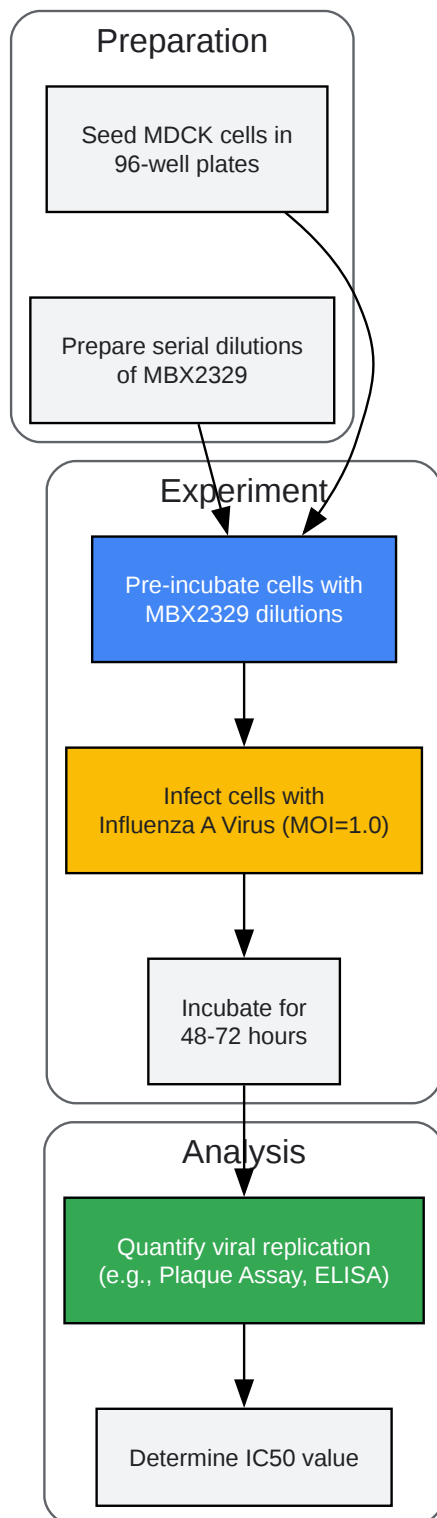 Preparation
Seed MDCK cells in
96-well plates
Prepare serial dilutions
of MBX2329
Experiment
Pre-incubate cells with
MBX2329 dilutions
Infect cells with
Influenza A Virus (MOI=1.0)
Incubate for
48-72 hours
Analysis
Quantify viral replication
(e.g., Plaque Assay, ELISA)
Determine IC50 value